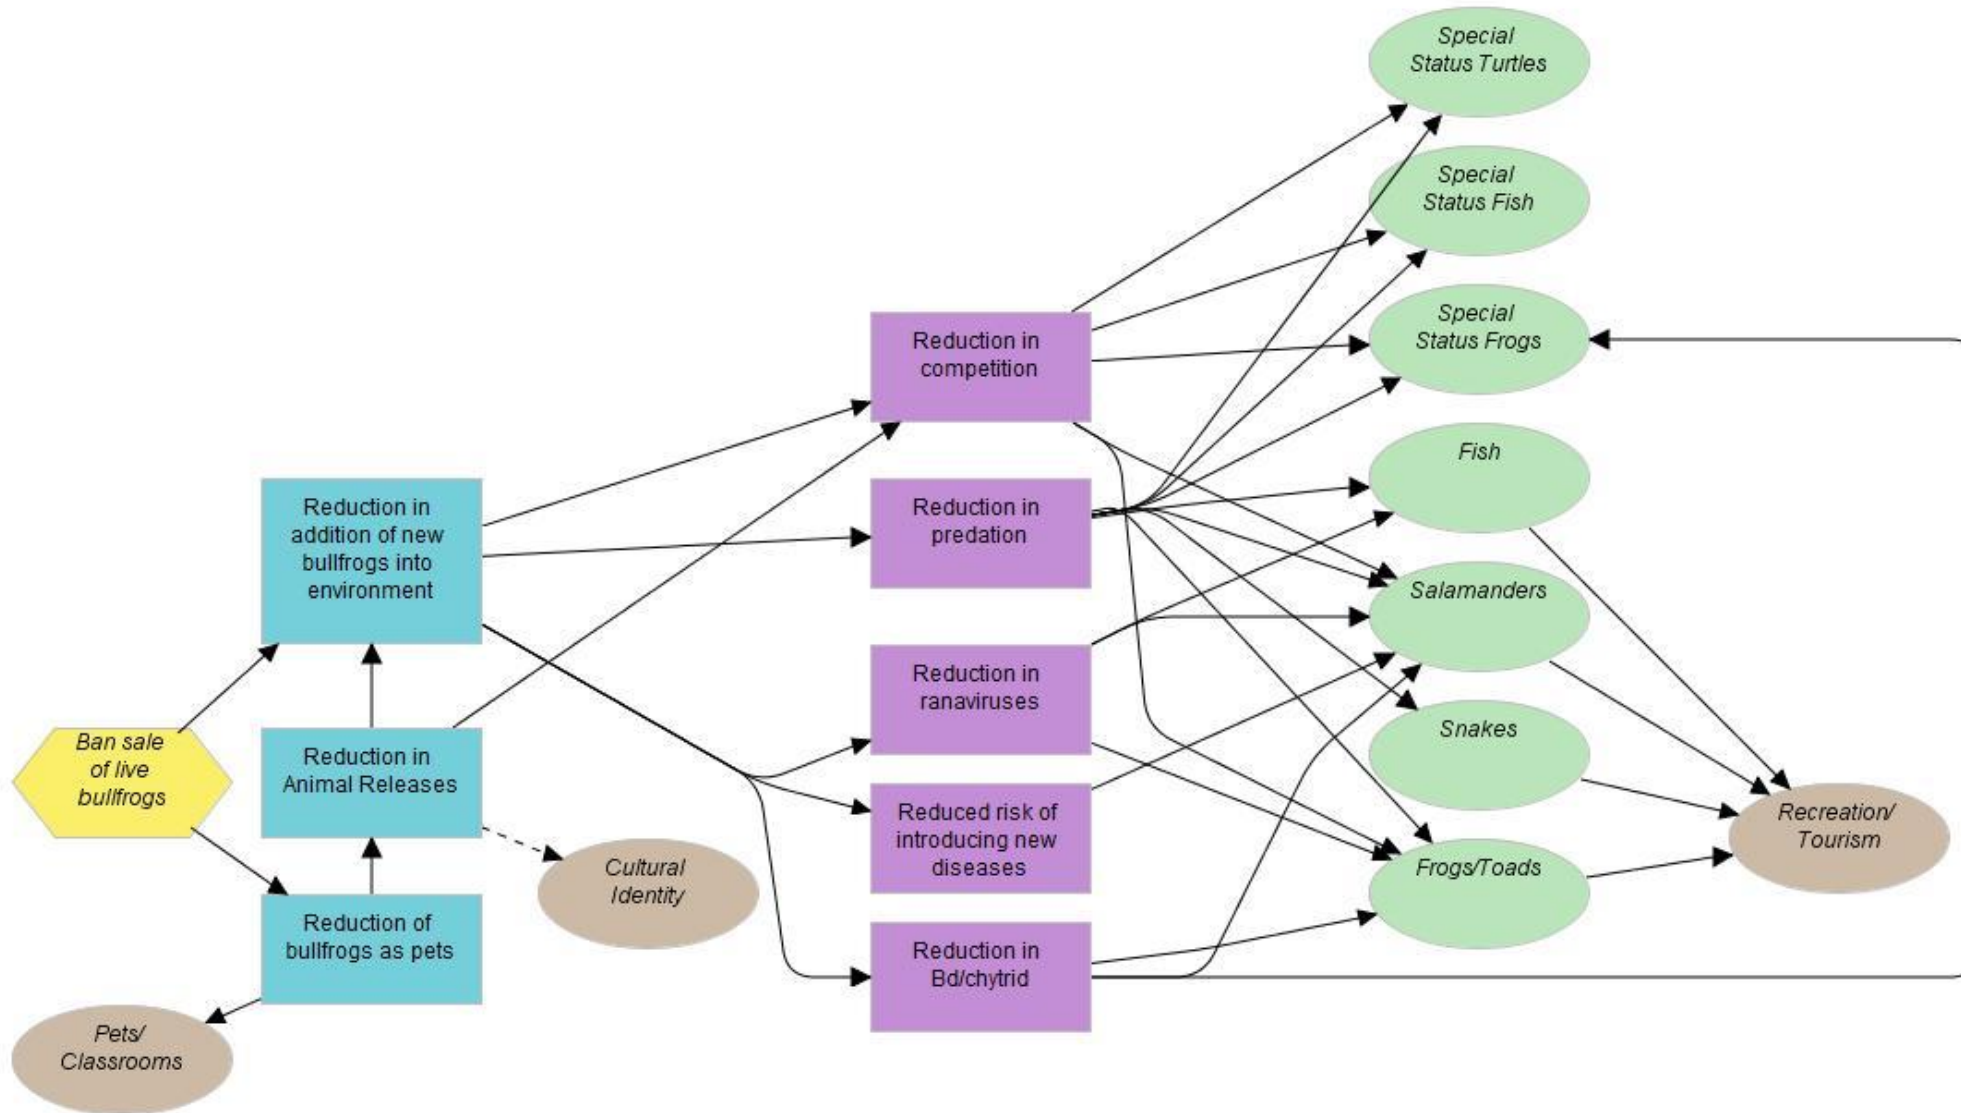 Special
Status Turtles
Special
Status Fish
Special
Status Frogs
Reduction in
competition
Fish
Reduction in
addition of new
bullfrogs into
environment
Reduction in
predation
Salamanders
Reduction in
ranaviruses
Snakes
Ban sale
of live
bullfrogs
Reduction in
Animal Releases
Reduced risk of
introducing new
diseases
Recreation/
Tourism
Cultural
Identity
Frogs/Toads
Reduction of
bullfrogs as pets
Reduction in
Bd/chytrid
Pets/
Classrooms